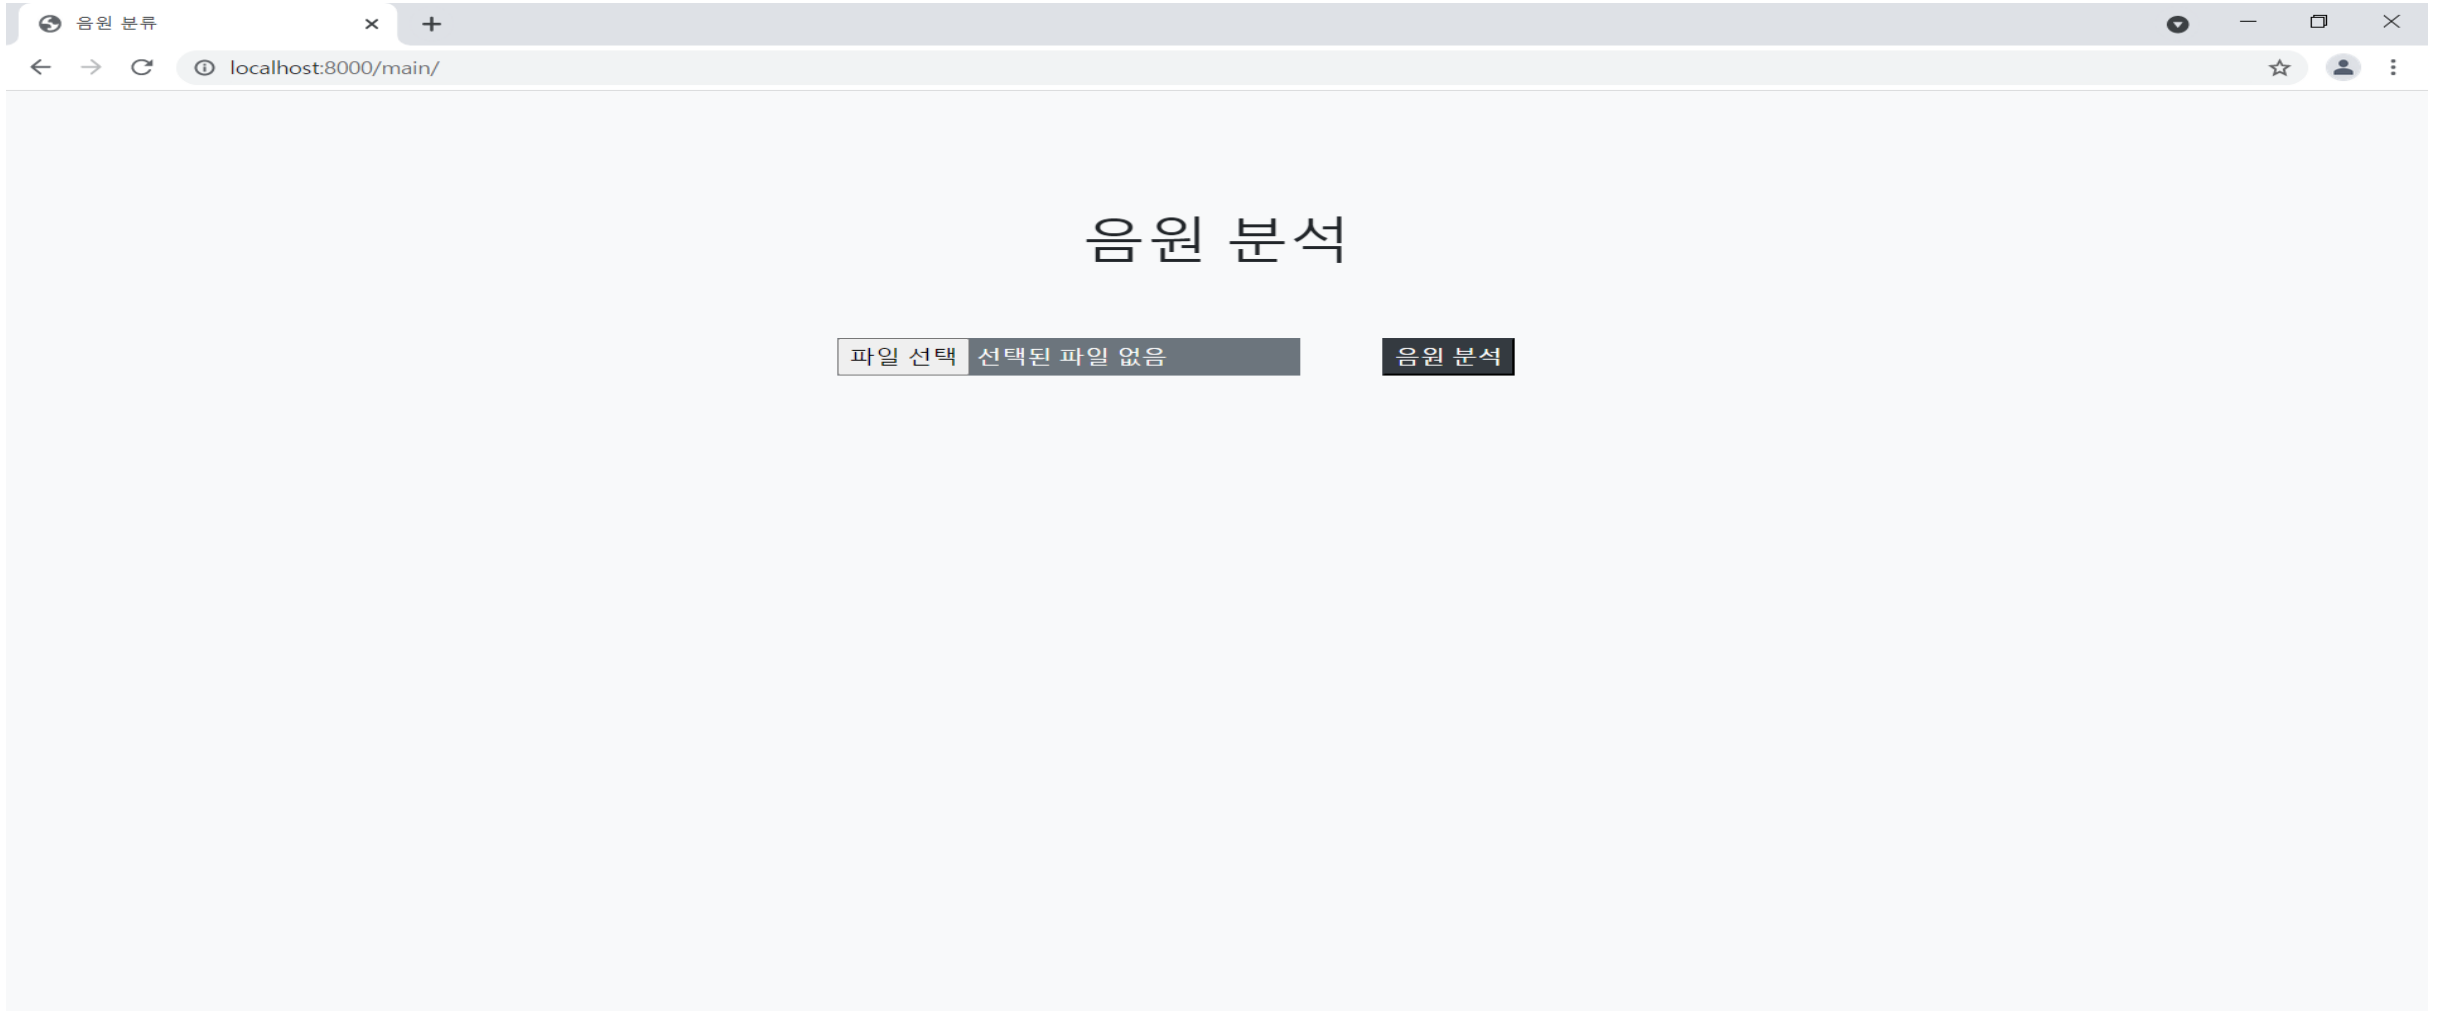 음원 분류
localhost:8000/main/
음원 분석
파일 선택 선택된 파일 없음 음원 분석